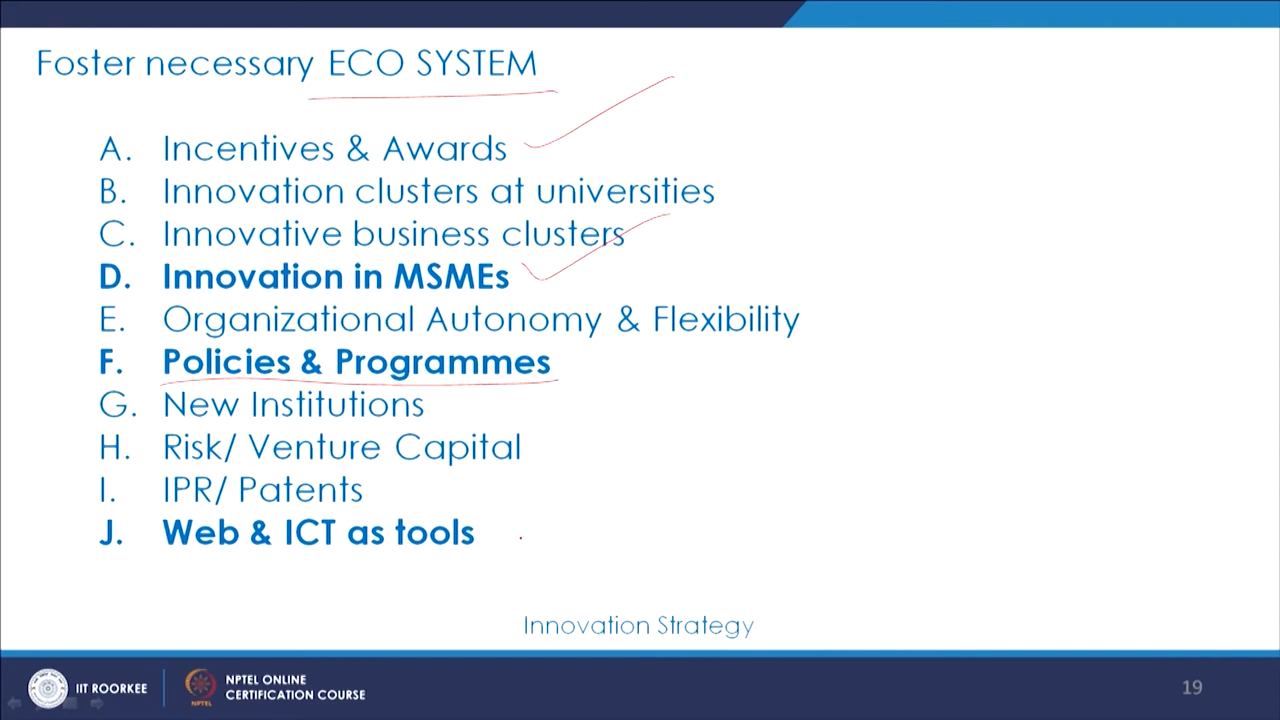 Foster necessary ECO SYSTEM
A. Incentives & Awards
B. Innovation clusters at universities
C. Innovative business clusters
D. Innovation in MSMEs
E. Organizational Autonomy & Flexibility
F. Policies & Programmes
G. New Institutions
H. Risk/ Venture Capital
I. IPR/ Patents
J. Web & ICT as tools
Innovation Strategy
IIT ROORKEE
NPTEL
NPTEL ONLINE
CERTIFICATION COURSE
19